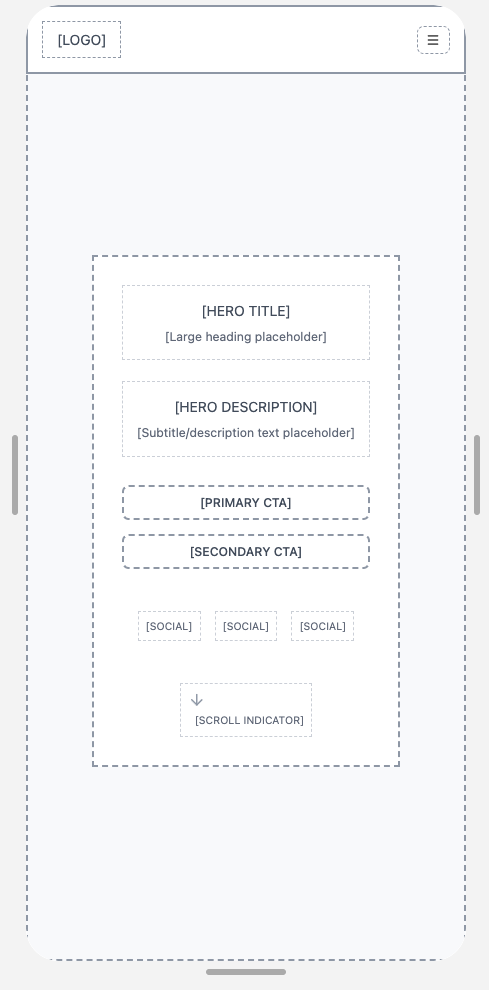 [LOGO]
[HERO TITLE]
[Large heading placeholder]
[HERO DESCRIPTION]
[Subtitle/description text placeholder]
[PRIMARY CTA]
[SECONDARY CTA]
[SOCIAL] [SOCIAL] [SOCIAL]
[SCROLL INDICATOR]